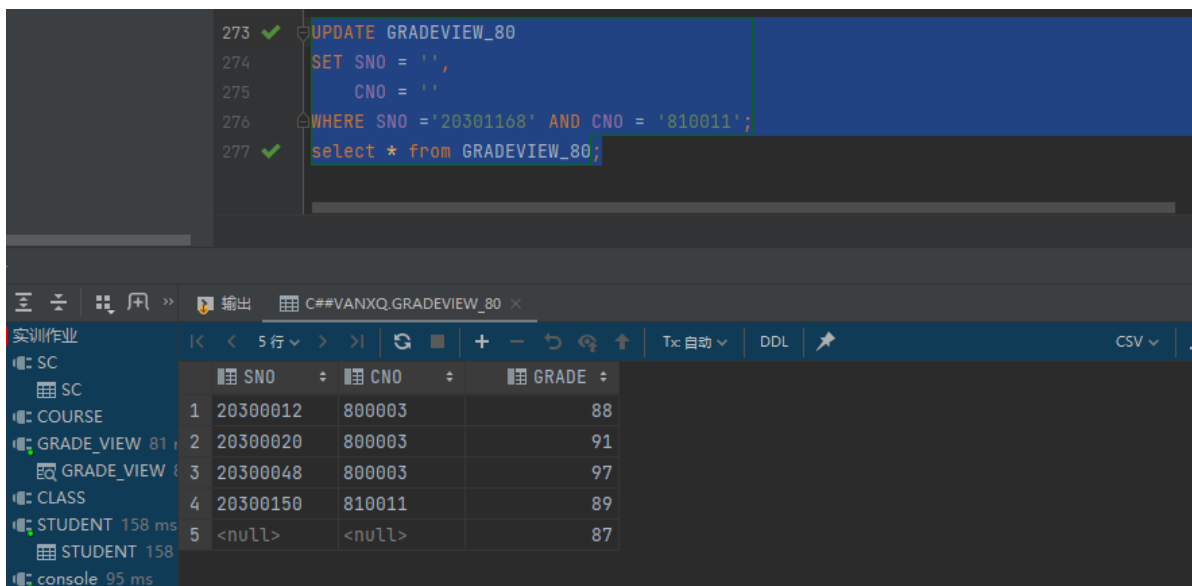 273 UPDATE GRADEVIEW_80
274 SET SNO = '',
275 CNO = ''
276 WHERE SNO ='20301168' AND CNO = '810011';
277 select * from GRADEVIEW_80;
输出 C##VANXQ.GRADEVIEW_80
实训作业 5行 Tx: 自动 DDL CSV
SC
SC
COURSE
GRADE_VIEW 81
GRADE_VIEW
CLASS
STUDENT 158 ms
STUDENT 158
console 95 ms
SNO CNO GRADE
1 20300012 800003 88
2 20300020 800003 91
3 20300048 800003 97
4 20300150 810011 89
5 <null> <null> 87